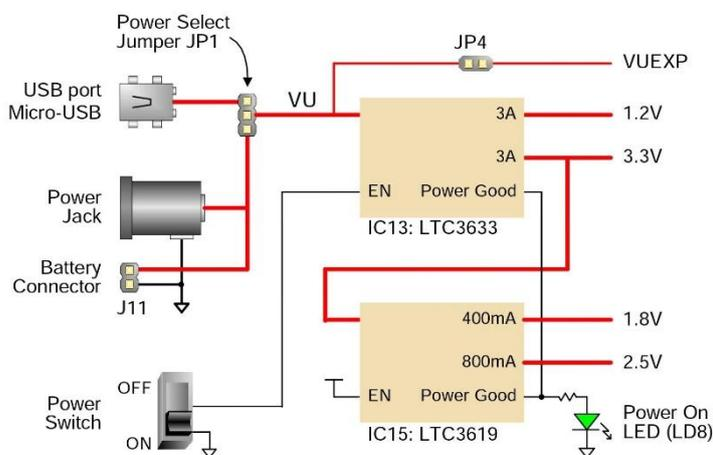 Power Select
Jumper JP1
JP4
VUEXP
USB port
Micro-USB
VU
3A
1.2V
3A
3.3V
Power
Jack
EN
Power Good
IC13: LTC3633
Battery
Connector
J11
400mA
1.8V
800mA
2.5V
OFF
EN
Power Good
Power
Switch
Power On
LED (LD8)
ON
IC15: LTC3619